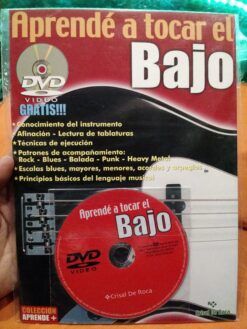 Aprendé a tocar el
Bajo
DVD
VIDEO
GRATIS!!!
Conocimiento del instrumento
Afinación - Lectura de tablaturas
Técnicas de ejecución
Patrones de acompañamiento:
Rock - Blues - Balada - Punk - Heavy Metal
Escalas blues, mayores, menores, acordes y arpegios
Principios básicos del lenguaje musical
Aprendé a tocar el
Bajo
DVD
VIDEO
Crisal De Roca
COLECCIÓN
APRENDE +